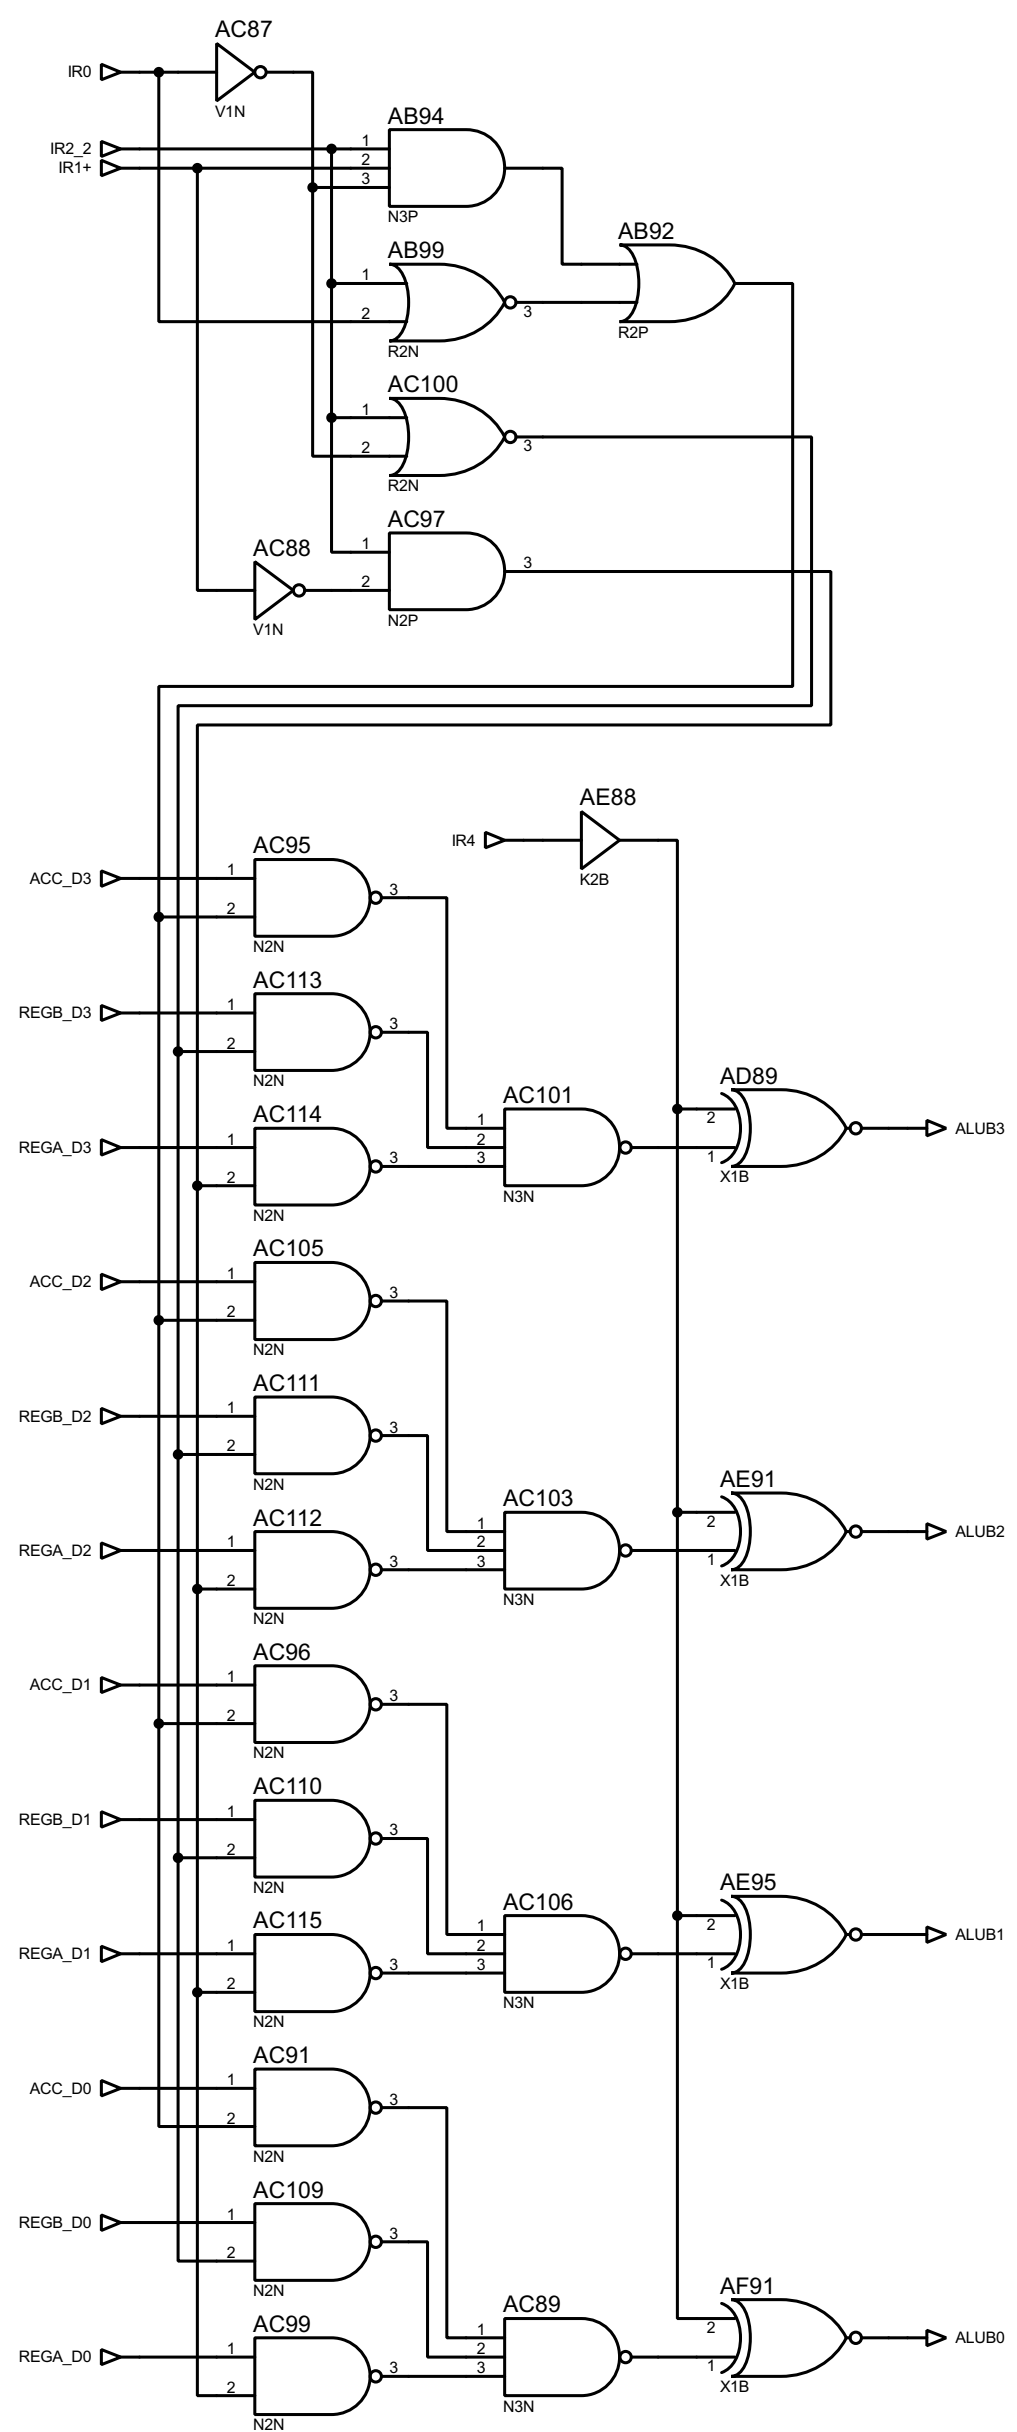 AC87
IR0
V1N
AB94
IR2_2
1
IR1+
2
3
N3P
AB92
AB99
1
2
3
R2P
R2N
AC100
1
2
3
R2N
AC97
1
3
AC88
2
N2P
V1N
AE88
IR4
K2B
AC95
ACC_D3
1
3
2
N2N
AC113
REGB_D3
1
3
2
N2N
AD89
AC101
AC114
1
2
ALUB3
REGA_D3
1
2
3
3
1
2
X1B
N3N
N2N
AC105
ACC_D2
1
3
2
N2N
AC111
REGB_D2
1
3
2
N2N
AE91
AC103
AC112
1
2
ALUB2
REGA_D2
1
2
3
3
1
2
X1B
N3N
N2N
AC96
ACC_D1
1
3
2
N2N
AC110
REGB_D1
1
3
2
N2N
AE95
AC106
AC115
1
2
ALUB1
REGA_D1
1
2
3
3
1
2
X1B
N3N
N2N
AC91
ACC_D0
1
3
2
N2N
AC109
REGB_D0
1
3
2
N2N
AF91
AC89
AC99
1
2
ALUB0
REGA_D0
1
2
3
3
1
2
X1B
N3N
N2N